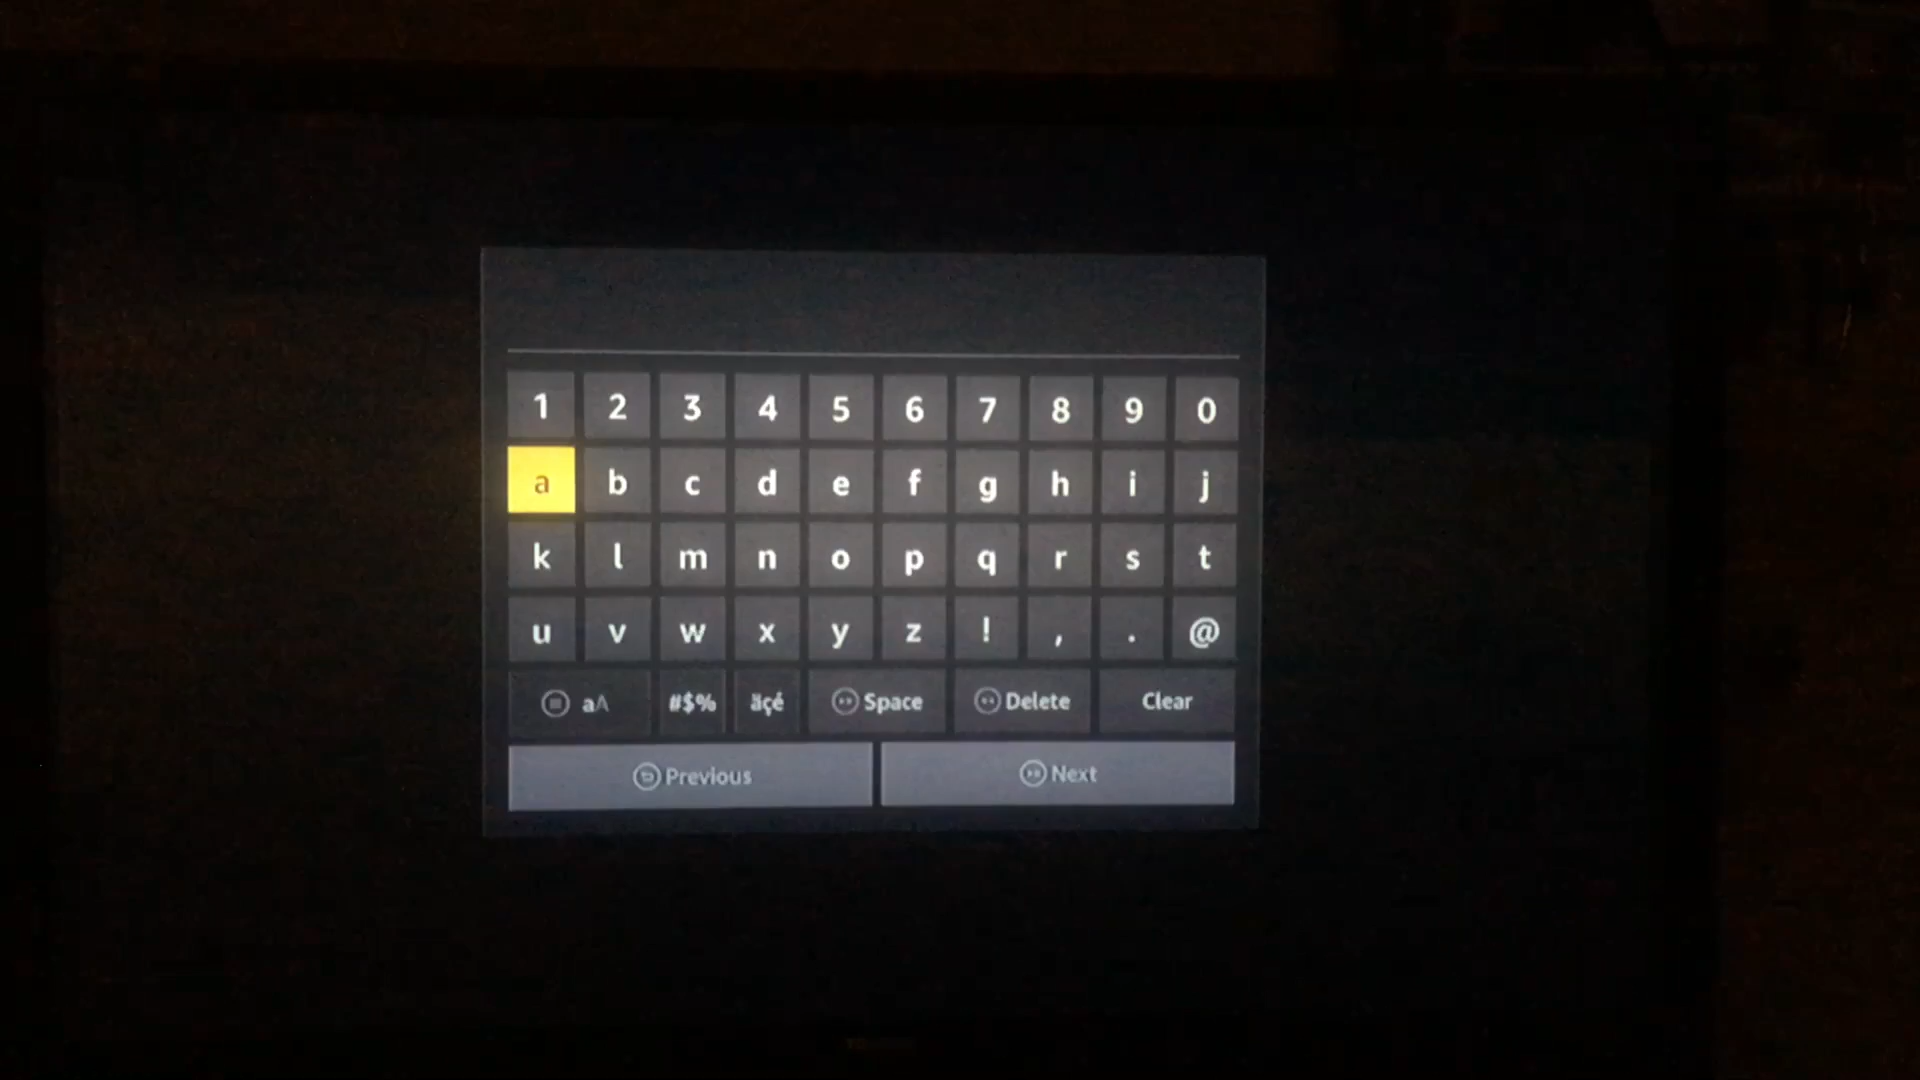 1 2 3 4 5 6 7 8 9 0
a b c d e f g h i j
k l m n o p q r s t
u v w x y z ! , . @
aA #$% äçé Space Delete Clear
Previous Next